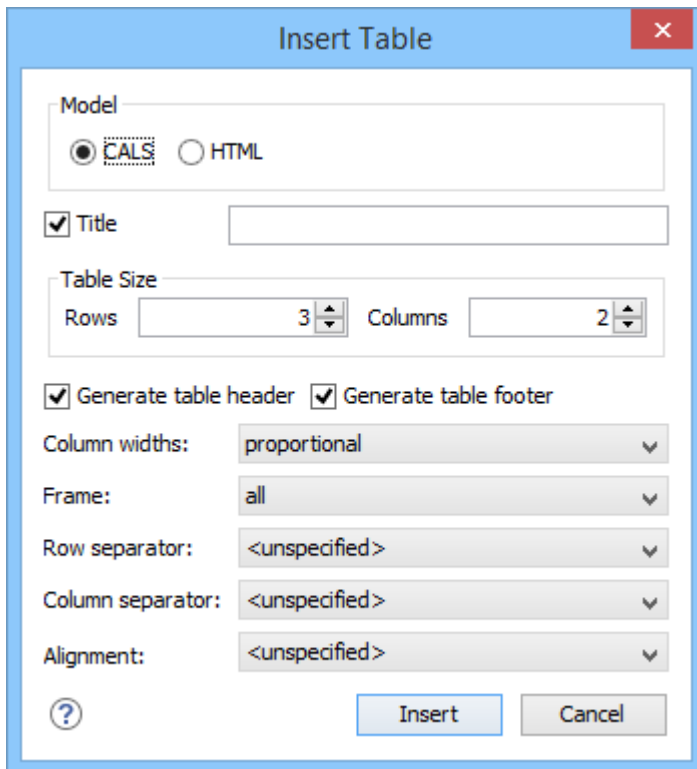 Insert Table
Model
CALS HTML
Title
Table Size
Rows 3 Columns 2
Generate table header Generate table footer
Column widths: proportional
Frame: all
Row separator: <unspecified>
Column separator: <unspecified>
Alignment: <unspecified>
? Insert Cancel